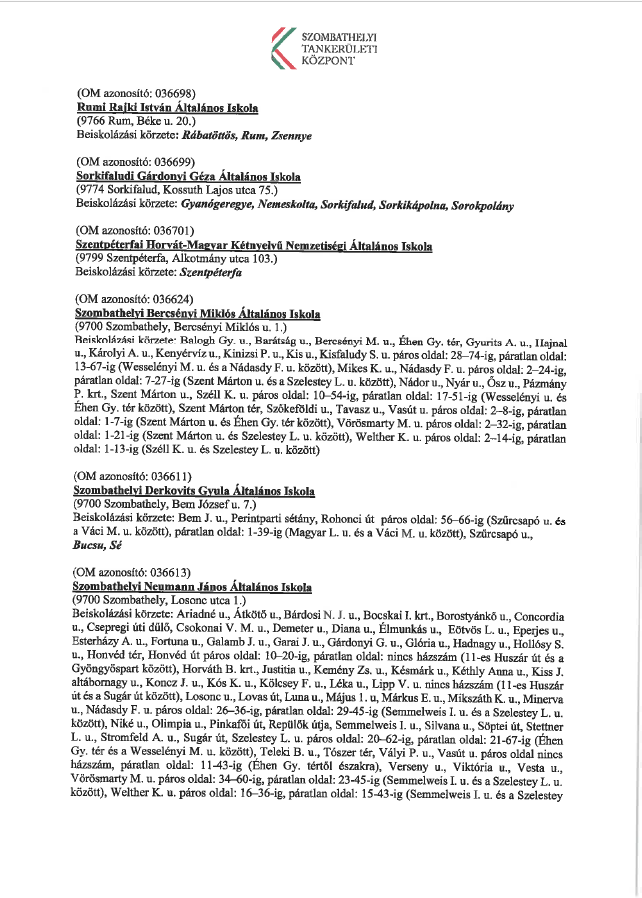 SZOMBATHELYI
TANKERÜLETI
KÖZPONT
(OM azonosító: 036698)
Rumi Rajki István Általános Iskola
(9766 Rum, Béke u. 20.)
Beiskolázási körzete: Rábatöttös, Rum, Zsennye
(OM azonosító: 036699)
Sorkifaludi Gárdonyi Géza Általános Iskola
(9774 Sorkifalud, Kossuth Lajos utca 75.)
Beiskolázási körzete: Gyanógeregye, Nemeskolta, Sorkifalud, Sorkikápolna, Sorokpolány
(OM azonosító: 036701)
Szentpéterfai Horvát-Magyar Kétnyelvű Nemzetiségi Általános Iskola
(9799 Szentpéterfa, Alkotmány utca 103.)
Beiskolázási körzete: Szentpéterfa
(OM azonosító: 036624)
Szombathelyi Bercsényi Miklós Általános Iskola
(9700 Szombathely, Bercsényi Miklós u. 1.)
Beiskolázási körzete: Balogh Gy. u., Barátság u., Bercsényi M. u., Éhen Gy. tér, Gyurits A. u., Hajnal
u., Károlyi A. u., Kenyérvíz u., Kinizsi P. u., Kis u., Kisfaludy S. u. páros oldal: 28–74-ig, páratlan oldal:
13-67-ig (Wesselényi M. u. és a Nádasdy F. u. között), Mikes K. u., Nádasdy F. u. páros oldal: 2–24-ig,
páratlan oldal: 7-27-ig (Szent Márton u. és a Szelestey L. u. között), Nádor u., Nyár u., Ősz u., Pázmány
P. krt., Szent Márton u., Széll K. u. páros oldal: 10–54-ig, páratlan oldal: 17-51-ig (Wesselényi u. és
Éhen Gy. tér között), Szent Márton tér, Szőkeföldi u., Tavasz u., Vasút u. páros oldal: 2–8-ig, páratlan
oldal: 1-7-ig (Szent Márton u. és Éhen Gy. tér között), Vörösmarty M. u. páros oldal: 2–32-ig, páratlan
oldal: 1-21-ig (Szent Márton u. és Szelestey L. u. között), Welther K. u. páros oldal: 2–14-ig, páratlan
oldal: 1-13-ig (Széll K. u. és Szelestey L. u. között)
(OM azonosító: 036611)
Szombathelyi Derkovits Gyula Általános Iskola
(9700 Szombathely, Bem József u. 7.)
Beiskolázási körzete: Bem J. u., Perintparti sétány, Rohonci út páros oldal: 56–66-ig (Szűrcsapó u. és
a Váci M. u. között), páratlan oldal: 1-39-ig (Magyar L. u. és a Váci M. u. között), Szűrcsapó u.,
Bucsu, Sé
(OM azonosító: 036613)
Szombathelyi Neumann János Általános Iskola
(9700 Szombathely, Losonc utca 1.)
Beiskolázási körzete: Ariadné u., Átkötő u., Bárdosi N. J. u., Bocskai I. krt., Borostyánkő u., Concordia
u., Csepregi úti dűlő, Csokonai V. M. u., Demeter u., Diana u., Élmunkás u., Eötvös L. u., Eperjes u.,
Esterházy A. u., Fortuna u., Galamb J. u., Garai J. u., Gárdonyi G. u., Glória u., Hadnagy u., Hollósy S.
u., Honvéd tér, Honvéd út páros oldal: 10–20-ig, páratlan oldal: nincs házszám (11-es Huszár út és a
Gyöngyöspart között), Horváth B. krt., Justitia u., Kemény Zs. u., Késmárk u., Kéthly Anna u., Kiss J.
altábornagy u., Koncz J. u., Kós K. u., Kölcsey F. u., Léka u., Lipp V. u. nincs házszám (11-es Huszár
út és a Sugár út között), Losonc u., Lovas út, Luna u., Május 1. u, Márkus E. u., Mikszáth K. u., Minerva
u., Nádasdy F. u. páros oldal: 26–36-ig, páratlan oldal: 29-45-ig (Semmelweis I. u. és a Szelestey L. u.
között), Niké u., Olimpia u., Pinkafői út, Repülők útja, Semmelweis I. u., Silvana u., Söptei út, Stettner
L. u., Stromfeld A. u., Sugár út, Szelestey L. u. páros oldal: 20–62-ig, páratlan oldal: 21-67-ig (Éhen
Gy. tér és a Wesselényi M. u. között), Teleki B. u., Tószer tér, Vályi P. u., Vasút u. páros oldal nincs
házszám, páratlan oldal: 11-43-ig (Éhen Gy. tértől északra), Verseny u., Viktória u., Vesta u.,
Vörösmarty M. u. páros oldal: 34–60-ig, páratlan oldal: 23-45-ig (Semmelweis I. u. és a Szelestey L. u.
között), Welther K. u. páros oldal: 16–36-ig, páratlan oldal: 15-43-ig (Semmelweis I. u. és a Szelestey